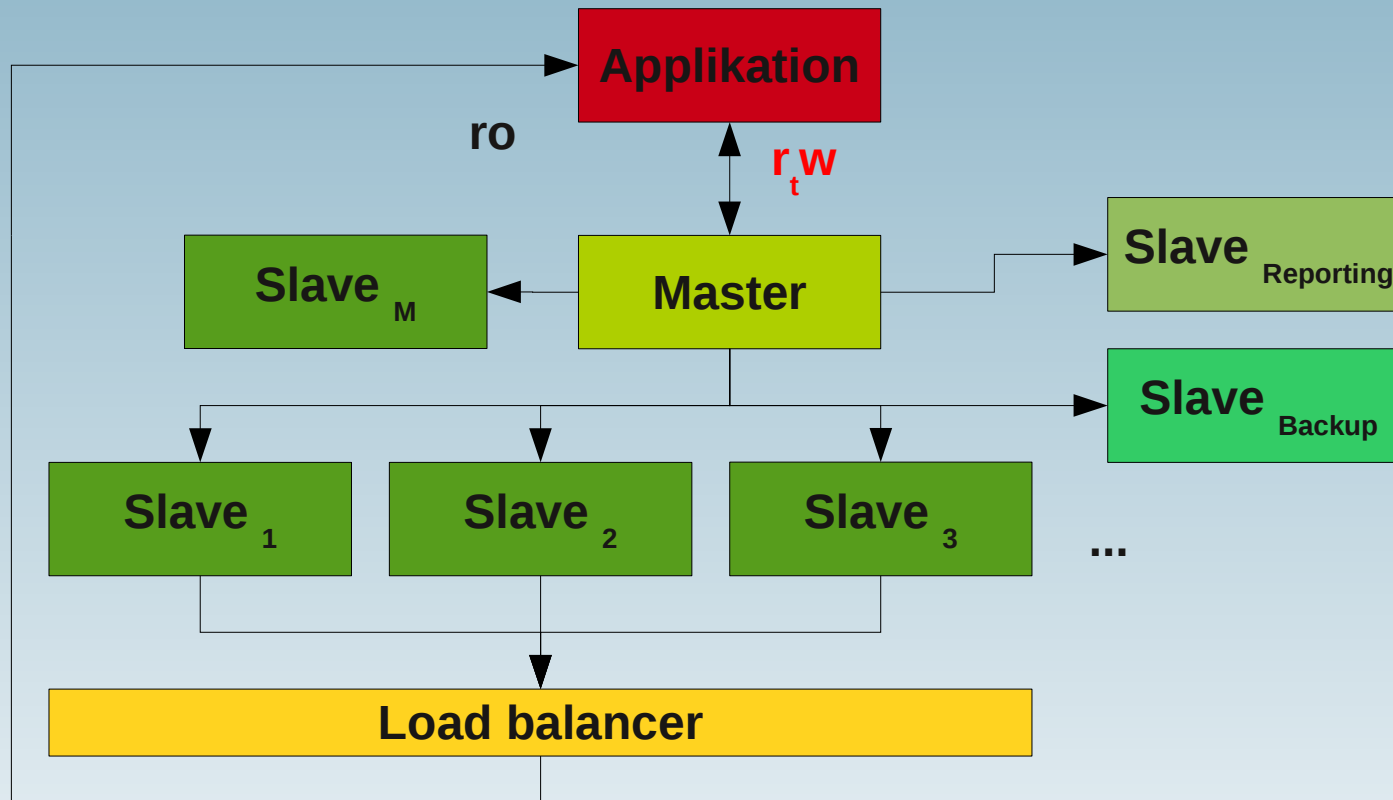 Applikation
ro
rtw
Slave Reporting
Slave M
Master
Slave Backup
Slave 1
Slave 2
Slave 3
...
Load balancer